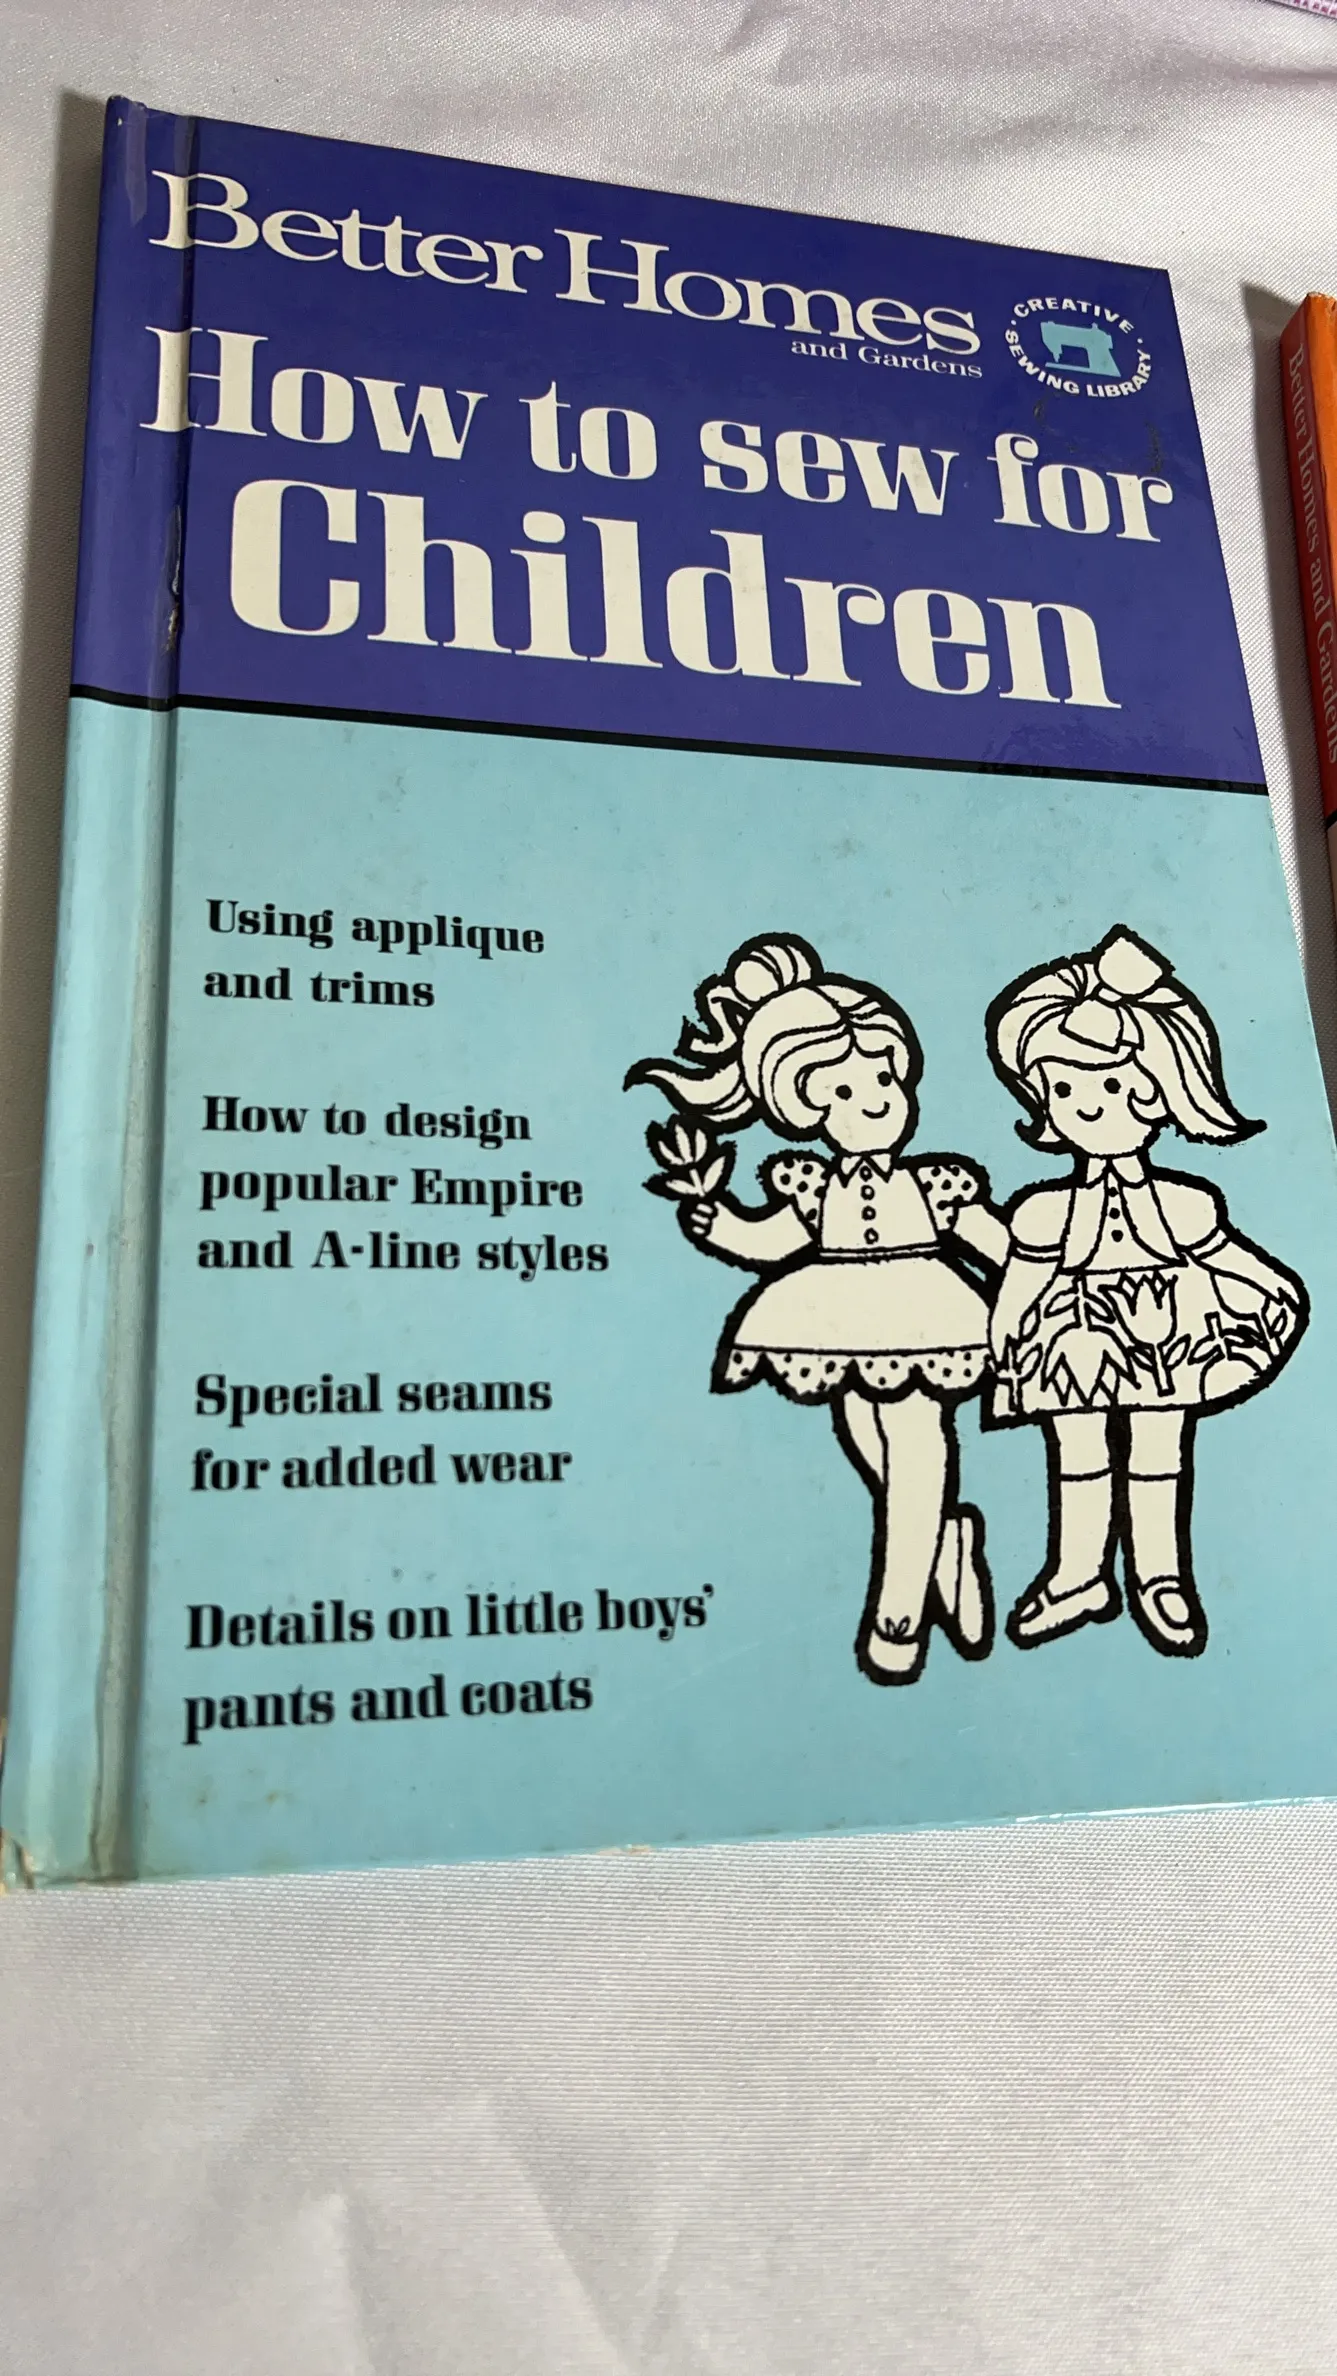 Better Homes
and Gardens
· CREATIVE ·
SEWING LIBRARY
How to sew for
Children
Using applique
and trims
How to design
popular Empire
and A-line styles
Special seams
for added wear
Details on little boys'
pants and coats
Better Homes and Gardens